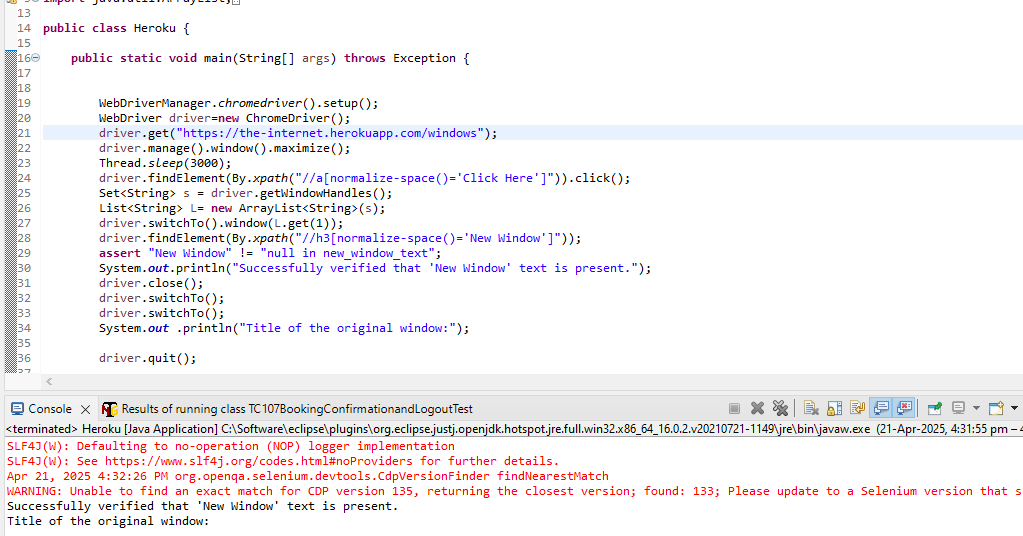 import java.util.ArrayList;
13
14 public class Heroku {
15
16 public static void main(String[] args) throws Exception {
17
18
19 WebDriverManager.chromedriver().setup();
20 WebDriver driver=new ChromeDriver();
21 driver.get("https://the-internet.herokuapp.com/windows");
22 driver.manage().window().maximize();
23 Thread.sleep(3000);
24 driver.findElement(By.xpath("//a[normalize-space()='Click Here']")).click();
25 Set<String> s = driver.getWindowHandles();
26 List<String> L= new ArrayList<String>(s);
27 driver.switchTo().window(L.get(1));
28 driver.findElement(By.xpath("//h3[normalize-space()='New Window']"));
29 assert "New Window" != "null in new_window_text";
30 System.out.println("Successfully verified that 'New Window' text is present.");
31 driver.close();
32 driver.switchTo();
33 driver.switchTo();
34 System.out .println("Title of the original window:");
35
36 driver.quit();
37
Console Results of running class TC107BookingConfirmationandLogoutTest
<terminated> Heroku [Java Application] C:\Software\eclipse\plugins\org.eclipse.justj.openjdk.hotspot.jre.full.win32.x86_64_16.0.2.v20210721-1149\jre\bin\javaw.exe (21-Apr-2025, 4:31:55 pm – 4
SLF4J(W): Defaulting to no-operation (NOP) logger implementation
SLF4J(W): See https://www.slf4j.org/codes.html#noProviders for further details.
Apr 21, 2025 4:32:26 PM org.openqa.selenium.devtools.CdpVersionFinder findNearestMatch
WARNING: Unable to find an exact match for CDP version 135, returning the closest version; found: 133; Please update to a Selenium version that s
Successfully verified that 'New Window' text is present.
Title of the original window: